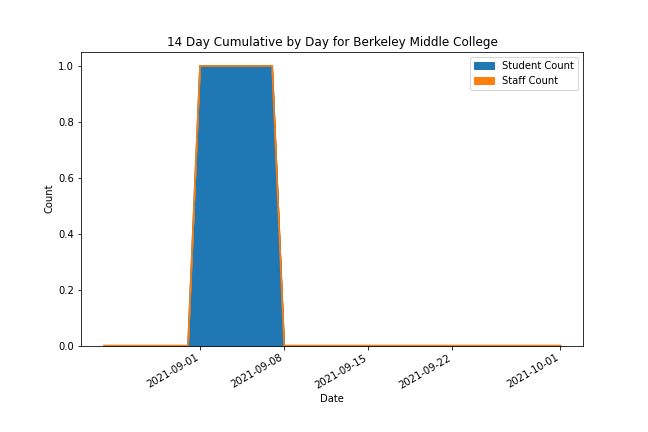 14 Day Cumulative by Day for Berkeley Middle College
Student Count
Staff Count
1.0
0.8
0.6
0.4
0.2
0.0
Count
2021-09-01
2021-09-08
2021-09-15
2021-09-22
2021-10-01
Date